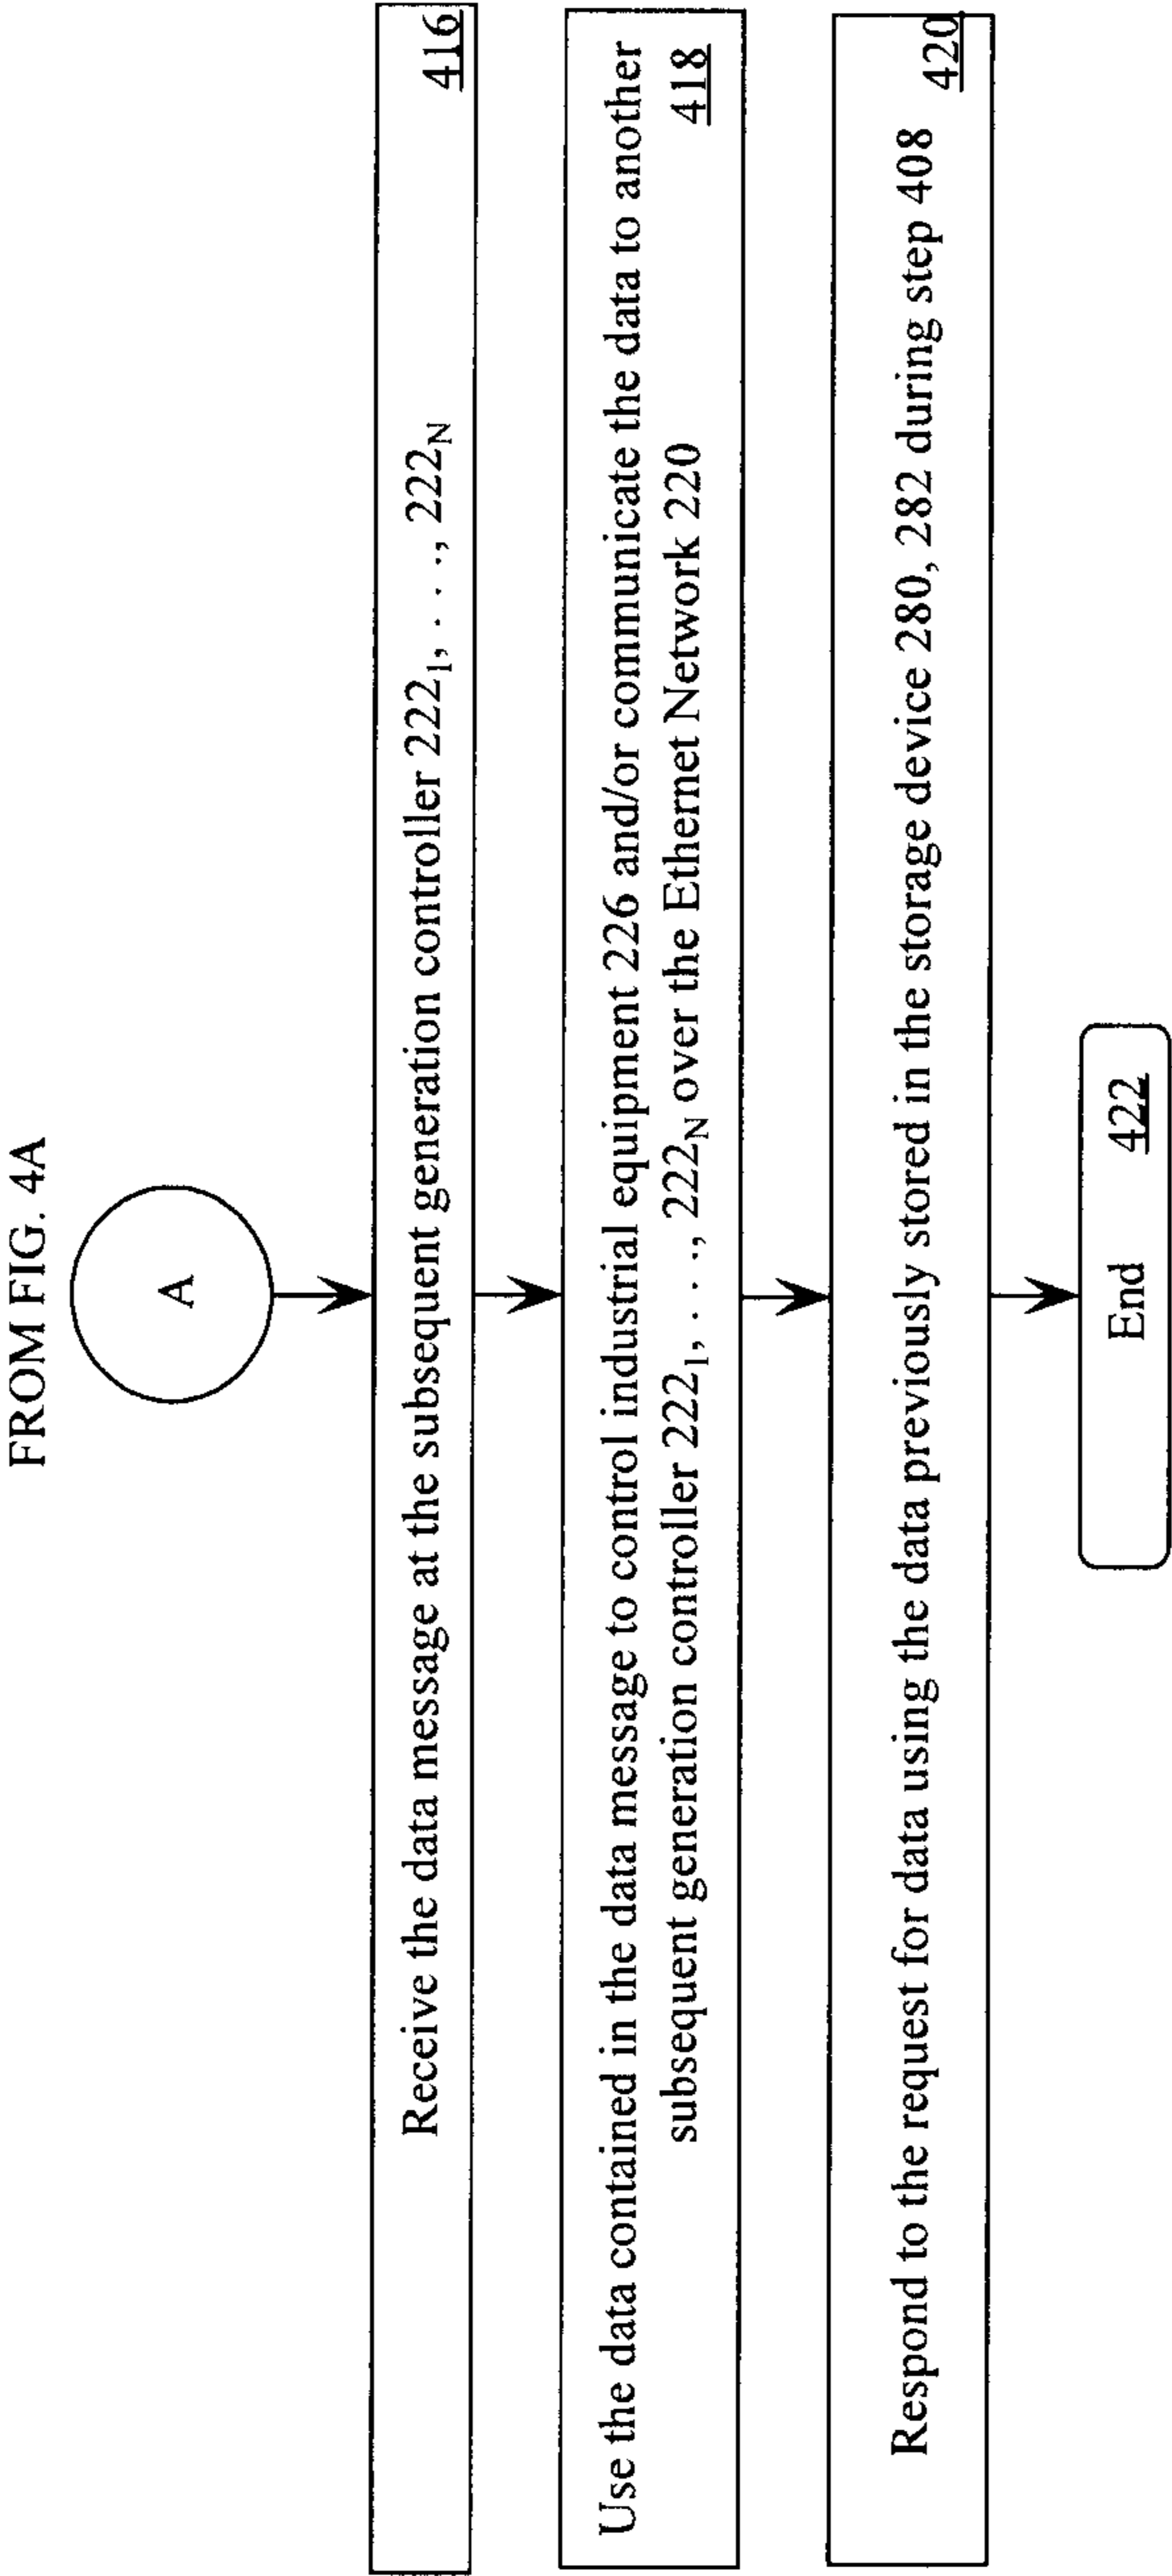 FROM FIG. 4A
A
Receive the data message at the subsequent generation controller 222₁, . . ., 222_N
416
Use the data contained in the data message to control industrial equipment 226 and/or communicate the data to another
subsequent generation controller 222₁, . . ., 222_N over the Ethernet Network 220
418
Respond to the request for data using the data previously stored in the storage device 280, 282 during step 408
420
End 422